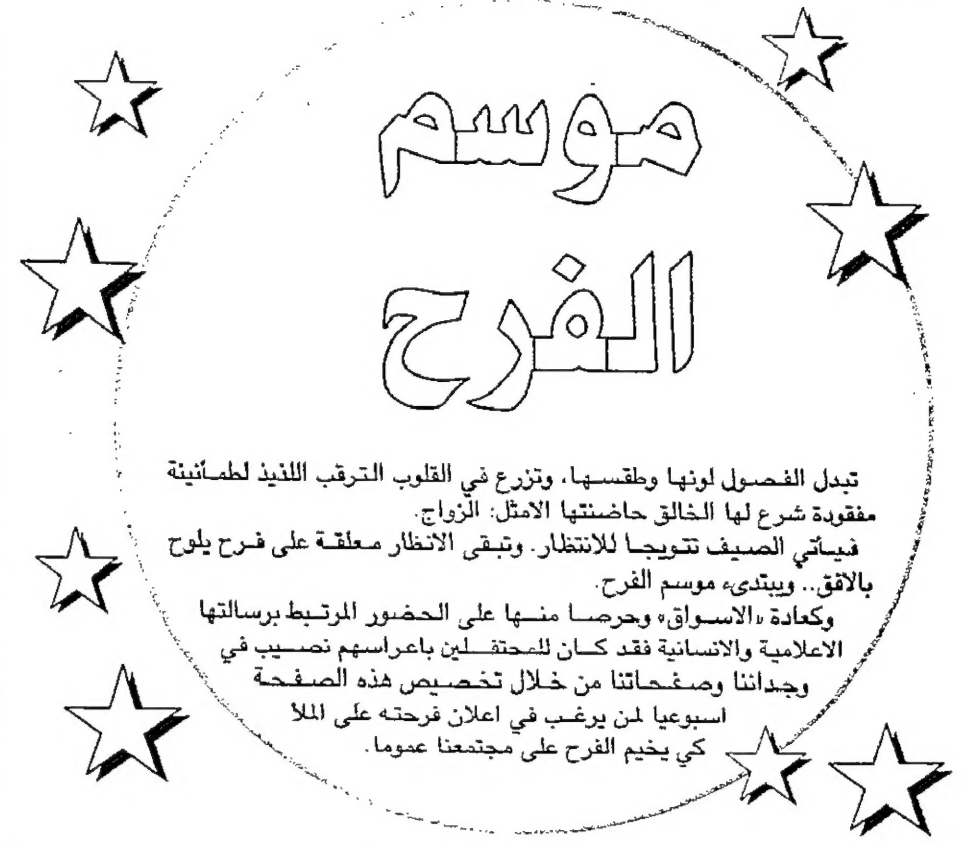 موسم
الفرح
تبدل الفصول لونها وطقسها، وتزرع في القلوب الترقب اللذيذ لطمأنينة
مفقودة شرع لها الخالق حاضنتها الامثل: الزواج.
فيأتي الصيف تتويجا للانتظار. وتبقى الانظار معلقة على فرح يلوح
بالافق.. ويبتدىء موسم الفرح.
وكعادة «الاسواق» وحرصا منها على الحضور المرتبط برسالتها
الاعلامية والانسانية فقد كان للمحتفلين باعراسهم نصيب في
وجداننا وصفحاتنا من خلال تخصيص هذه الصفحة
اسبوعيا لمن يرغب في اعلان فرحته على الملا
كي يخيم الفرح على مجتمعنا عموما.